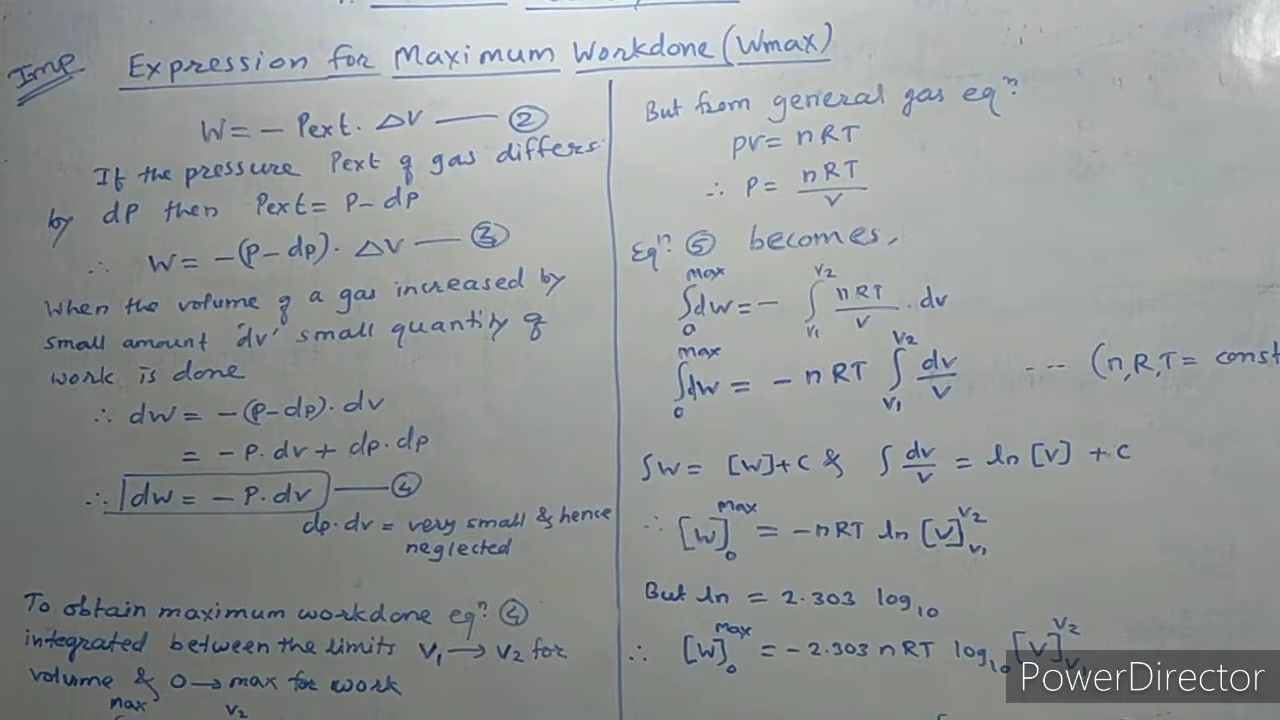 Imp Expression for Maximum Workdone (Wmax)
W = - Pext. ΔV —— ②
If the pressure Pext of gas differs
by dP then Pext = P - dp
∴ W = -(P-dp). ΔV — ③
When the volume of a gas increased by
small amount 'dv' small quantity of
work is done
∴ dW = -(P-dp). dv
= - P. dv + dp. dp
∴ dW = - P. dv —— ④
dp. dv = very small & hence
neglected
To obtain maximum workdone eqⁿ. ④
integrated between the limits V₁ → V₂ for
volume & 0 → max for work
max V₂
But from general gas eqⁿ.
PV = nRT
∴ P = nRT / V
Eqⁿ. ⑤ becomes,
∫₀^max dW = - ∫_V₁^V₂ nRT/V . dv
∫₀^max dW = - nRT ∫_V₁^V₂ dv/V --- (n,R,T = const
∫W = [W]+C & ∫ dv/V = ln [V] + C
∴ [W]₀^max = - nRT ln [V]_V₁^V₂
But ln = 2.303 log₁₀
∴ [W]₀^max = - 2.303 nRT log₁₀ [V]_V₁^V₂
PowerDirector